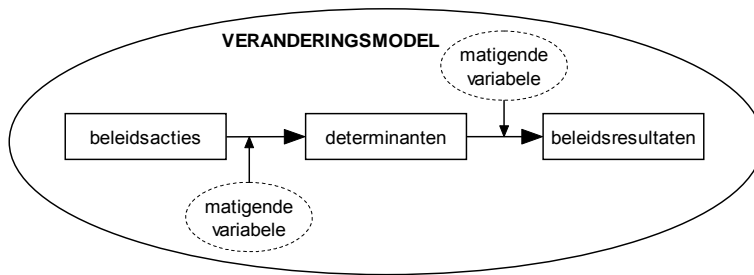 VERANDERINGSMODEL
matigende
variabele
beleidsacties
determinanten
beleidsresultaten
matigende
variabele